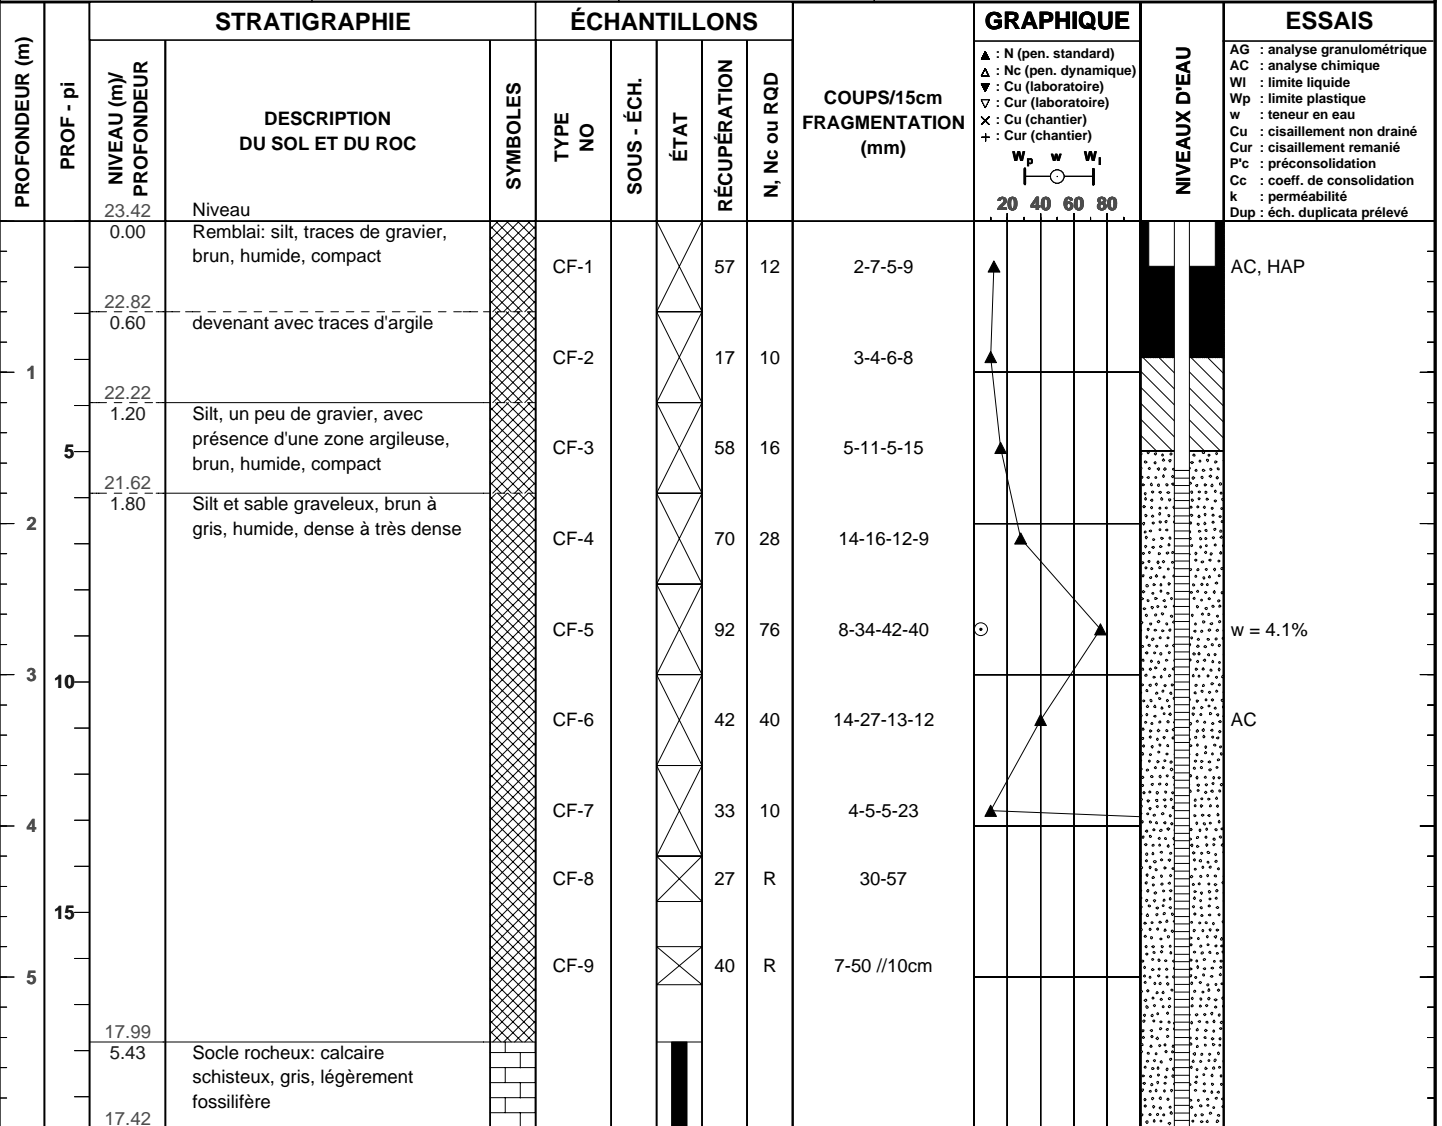 STRATIGRAPHIE
ÉCHANTILLONS
GRAPHIQUE
ESSAIS
PROFONDEUR (m)
PROF - pi
NIVEAU (m)/
PROFONDEUR
DESCRIPTION
DU SOL ET DU ROC
SYMBOLES
TYPE
NO
SOUS - ÉCH.
ÉTAT
RÉCUPÉRATION
N, Nc ou RQD
COUPS/15cm
FRAGMENTATION
(mm)
▲ : N (pen. standard)
△ : Nc (pen. dynamique)
▼ : Cu (laboratoire)
▽ : Cur (laboratoire)
× : Cu (chantier)
+ : Cur (chantier)
Wp w Wl
20 40 60 80
NIVEAUX D'EAU
AG : analyse granulométrique
AC : analyse chimique
Wl : limite liquide
Wp : limite plastique
w : teneur en eau
Cu : cisaillement non drainé
Cur : cisaillement remanié
P'c : préconsolidation
Cc : coeff. de consolidation
k : perméabilité
Dup : éch. duplicata prélevé
23.42 Niveau
0.00 Remblai: silt, traces de gravier,
brun, humide, compact
CF-1 57 12 2-7-5-9 AC, HAP
22.82
0.60 devenant avec traces d'argile
CF-2 17 10 3-4-6-8
1
22.22
1.20 Silt, un peu de gravier, avec
présence d'une zone argileuse,
brun, humide, compact
5 CF-3 58 16 5-11-5-15
21.62
1.80 Silt et sable graveleux, brun à
gris, humide, dense à très dense
2
CF-4 70 28 14-16-12-9
CF-5 92 76 8-34-42-40 w = 4.1%
3
10
CF-6 42 40 14-27-13-12 AC
CF-7 33 10 4-5-5-23
4
CF-8 27 R 30-57
15
CF-9 40 R 7-50 //10cm
5
17.99
5.43 Socle rocheux: calcaire
schisteux, gris, légèrement
fossilifère
17.42